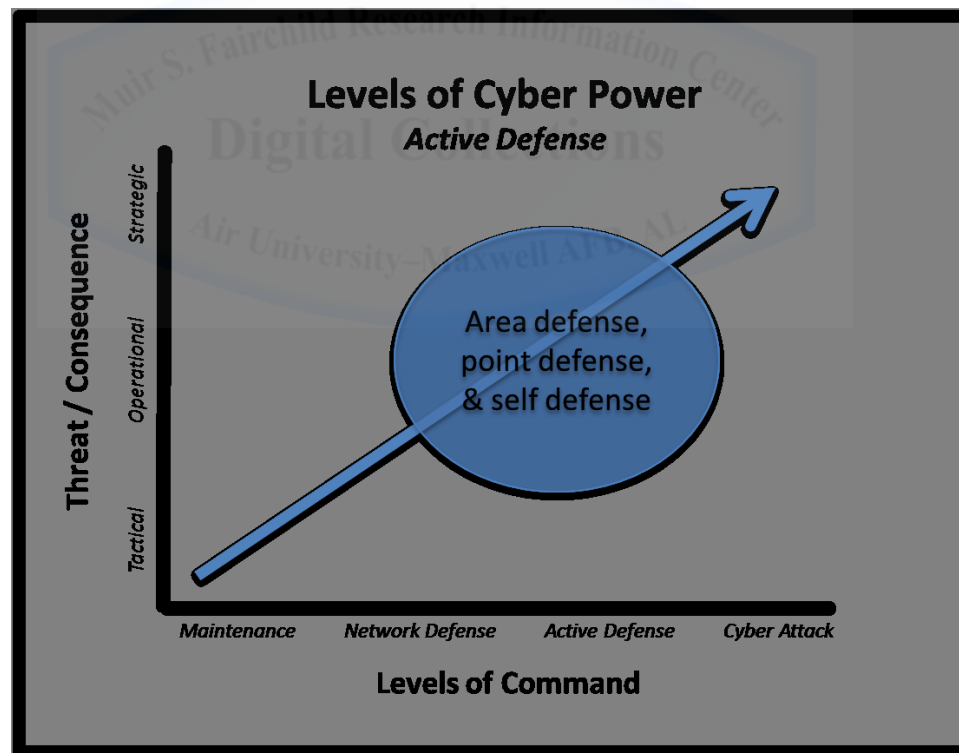 Muir S. Fairchild Research Information Center
Digital Collections
Air University–Maxwell AFB, AL
Levels of Cyber Power
Active Defense
Threat / Consequence
Strategic
Operational
Tactical
Area defense,
point defense,
& self defense
Maintenance Network Defense Active Defense Cyber Attack
Levels of Command